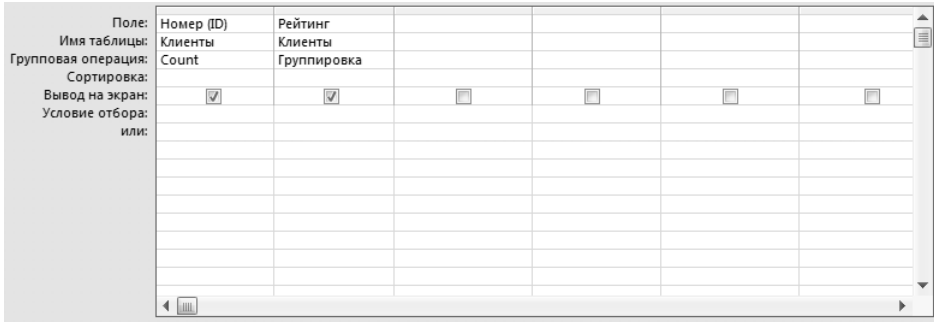 Поле: Номер (ID) Рейтинг
Имя таблицы: Клиенты Клиенты
Групповая операция: Count Группировка
Сортировка:
Вывод на экран:
Условие отбора:
или: